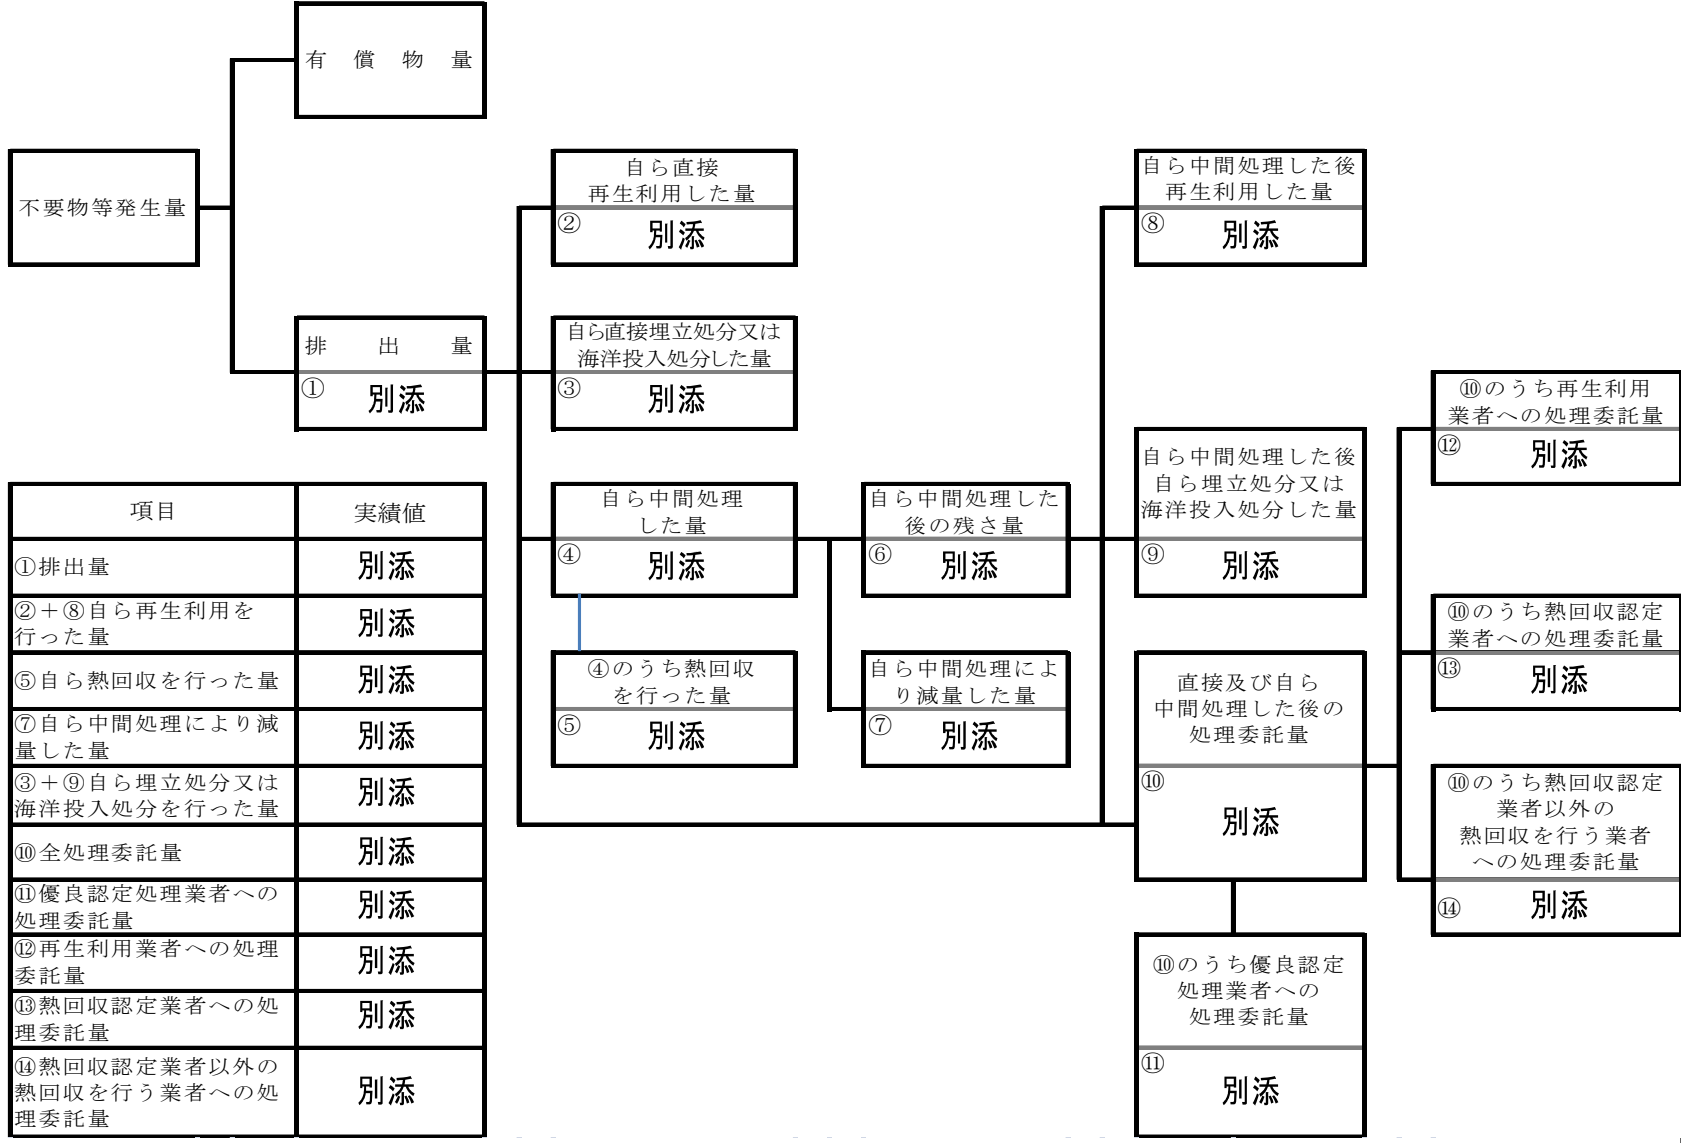 有償物量
不要物等発生量
排出量
①
別添
自ら直接
再生利用した量
②
別添
自ら直接埋立処分又は
海洋投入処分した量
③
別添
自ら中間処理
した量
④
別添
④のうち熱回収
を行った量
⑤
別添
自ら中間処理した
後の残さ量
⑥
別添
自ら中間処理によ
り減量した量
⑦
別添
自ら中間処理した後
再生利用した量
⑧
別添
自ら中間処理した後
自ら埋立処分又は
海洋投入処分した量
⑨
別添
直接及び自ら
中間処理した後の
処理委託量
⑩
別添
⑩のうち優良認定
処理業者への
処理委託量
⑪
別添
⑩のうち再生利用
業者への処理委託量
⑫
別添
⑩のうち熱回収認定
業者への処理委託量
⑬
別添
⑩のうち熱回収認定
業者以外の
熱回収を行う業者
への処理委託量
⑭
別添
項目 実績値
①排出量 別添
②+⑧自ら再生利用を
行った量
別添
⑤自ら熱回収を行った量 別添
⑦自ら中間処理により減
量した量
別添
③+⑨自ら埋立処分又は
海洋投入処分を行った量
別添
⑩全処理委託量 別添
⑪優良認定処理業者への
処理委託量
別添
⑫再生利用業者への処理
委託量
別添
⑬熱回収認定業者への処
理委託量
別添
⑭熱回収認定業者以外の
熱回収を行う業者への処
理委託量
別添